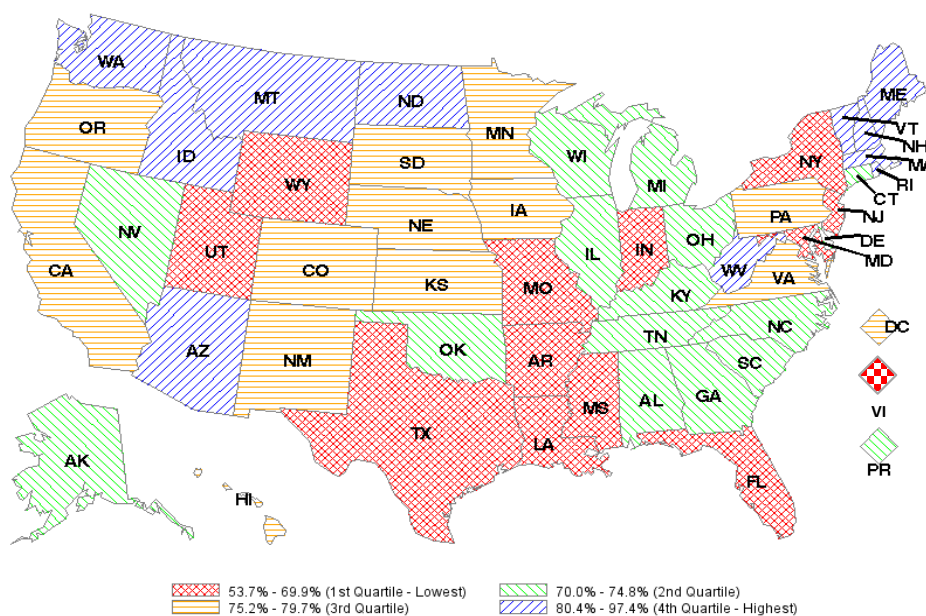 WA
MT
ND
ME
OR
MN
VT
NH
ID
SD
WI
MA
WY
MI
NY
RI
CT
IA
PA
NJ
NE
NV
OH
DE
UT
IL
IN
MD
CA
CO
WV
VA
KS
MO
KY
DC
NC
TN
AZ
OK
NM
AR
SC
VI
MS
AL
GA
TX
LA
AK
PR
FL
HI
53.7% - 69.9% (1st Quartile - Lowest)
70.0% - 74.8% (2nd Quartile)
75.2% - 79.7% (3rd Quartile)
80.4% - 97.4% (4th Quartile - Highest)